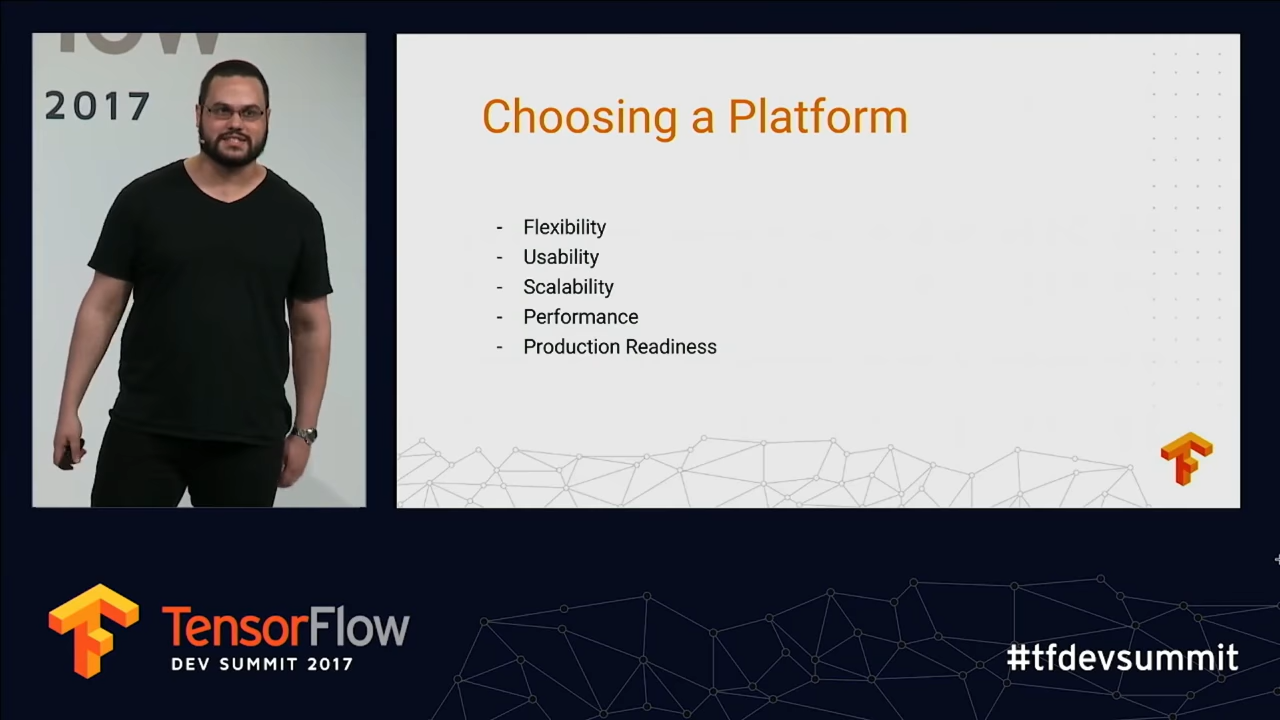 2017
Choosing a Platform
- Flexibility
- Usability
- Scalability
- Performance
- Production Readiness
TensorFlow
DEV SUMMIT 2017
#tfdevsummit